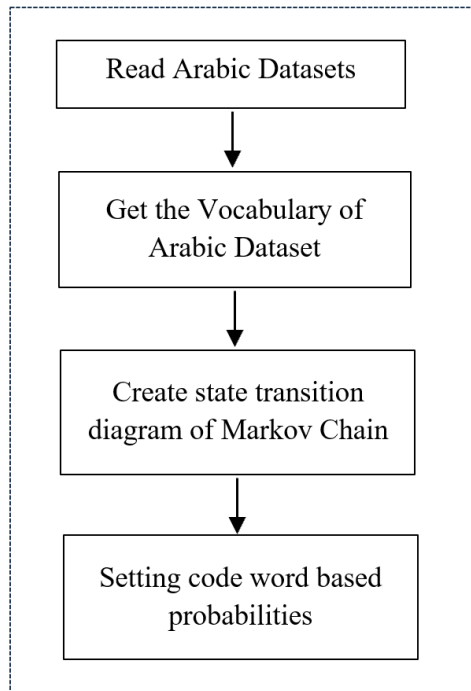 Read Arabic Datasets
Get the Vocabulary of
Arabic Dataset
Create state transition
diagram of Markov Chain
Setting code word based
probabilities